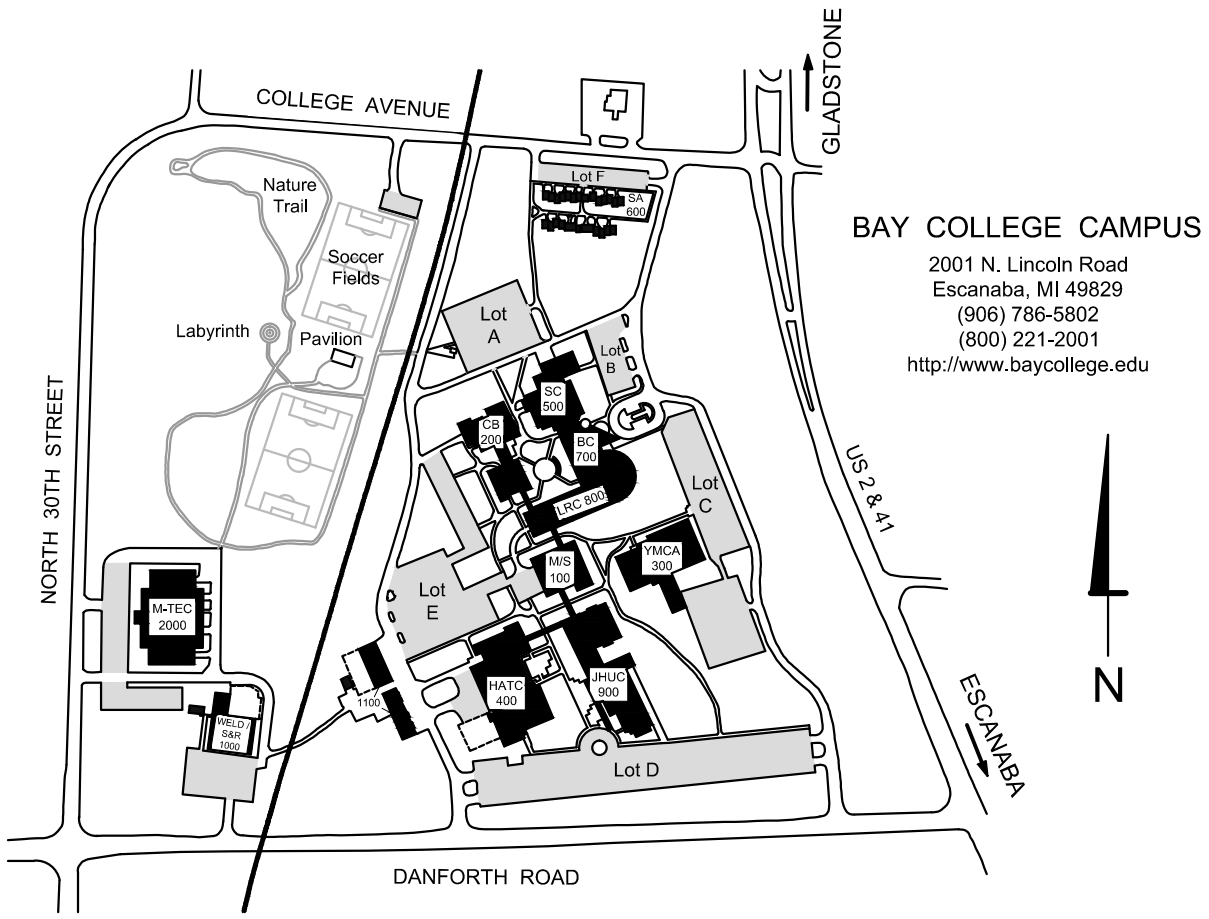 COLLEGE AVENUE
GLADSTONE
Lot F
SA
600
Nature
Trail
Soccer
Fields
BAY COLLEGE CAMPUS
2001 N. Lincoln Road
Escanaba, MI 49829
(906) 786-5802
(800) 221-2001
http://www.baycollege.edu
Labyrinth
Pavilion
Lot
A
Lot
B
SC
500
CB
200
BC
700
NORTH 30TH STREET
LRC 800
Lot
C
US 2 & 41
M/S
100
YMCA
300
Lot
E
M-TEC
2000
HATC
400
JHUC
900
1100
WELD /
S&R
1000
N
ESCANABA
Lot D
DANFORTH ROAD